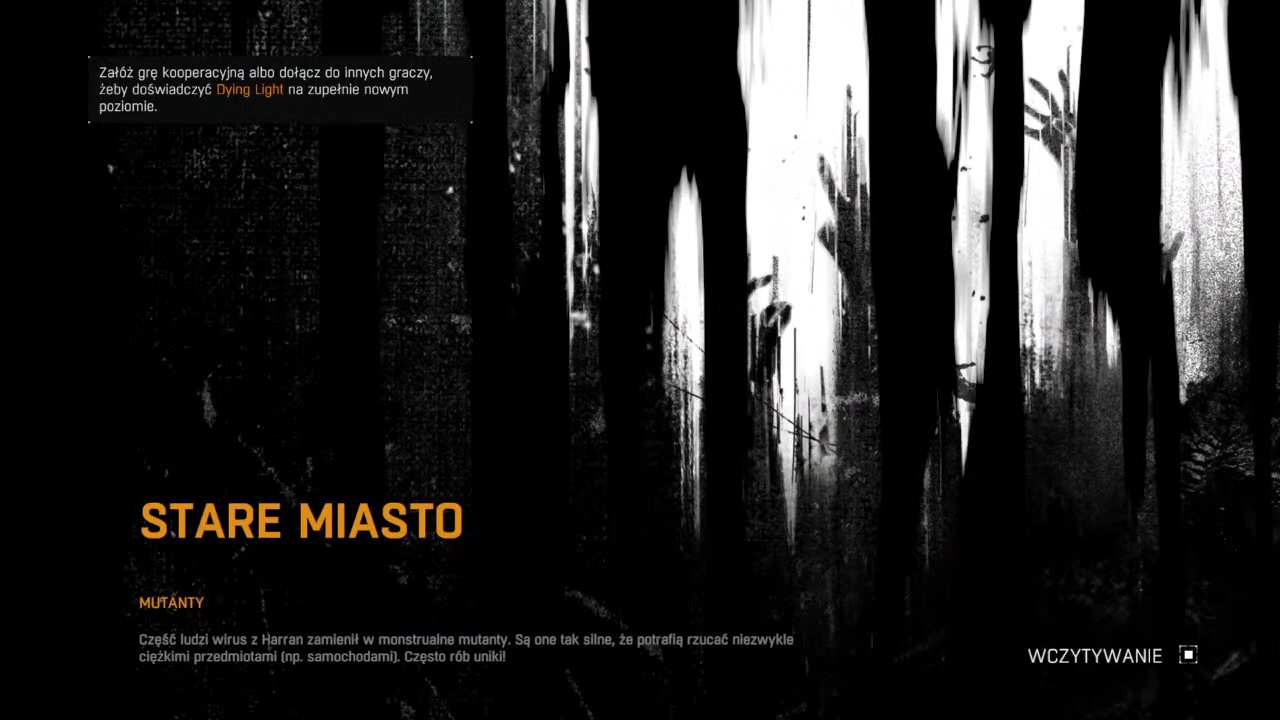 Załóż grę kooperacyjną albo dołącz do innych graczy,
żeby doświadczyć Dying Light na zupełnie nowym
poziomie.
STARE MIASTO
MUTANTY
Część ludzi wirus z Harran zamienił w monstrualne mutanty. Są one tak silne, że potrafią rzucać niezwykle
ciężkimi przedmiotami (np. samochodami). Często rób uniki!
WCZYTYWANIE